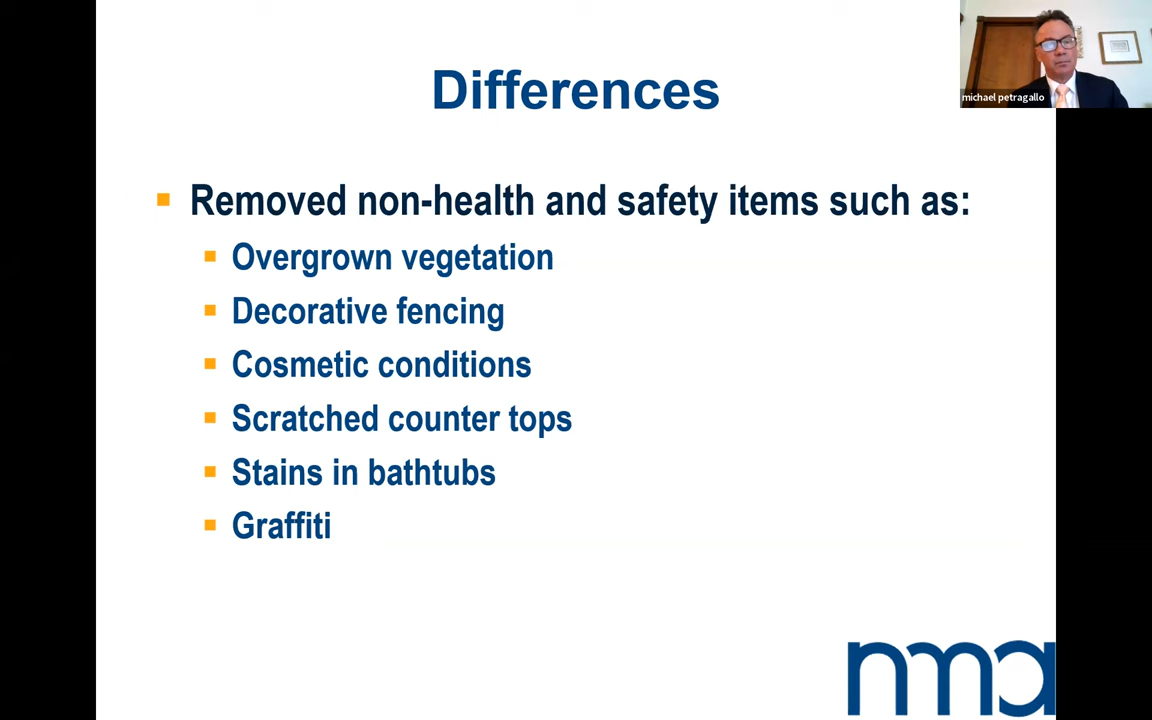 Differences
michael petragallo
Removed non-health and safety items such as:
Overgrown vegetation
Decorative fencing
Cosmetic conditions
Scratched counter tops
Stains in bathtubs
Graffiti
nma